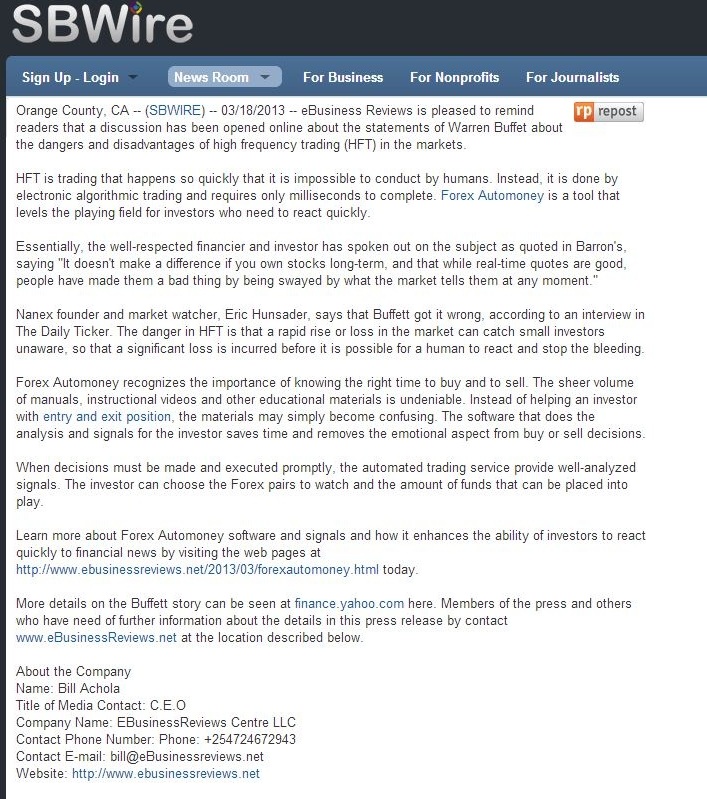 SBWire
Sign Up - Login News Room For Business For Nonprofits For Journalists
Orange County, CA -- (SBWIRE) -- 03/18/2013 -- eBusiness Reviews is pleased to remind
rp repost
readers that a discussion has been opened online about the statements of Warren Buffet about
the dangers and disadvantages of high frequency trading (HFT) in the markets.
HFT is trading that happens so quickly that it is impossible to conduct by humans. Instead, it is done by
electronic algorithmic trading and requires only milliseconds to complete. Forex Automoney is a tool that
levels the playing field for investors who need to react quickly.
Essentially, the well-respected financier and investor has spoken out on the subject as quoted in Barron's,
saying "It doesn't make a difference if you own stocks long-term, and that while real-time quotes are good,
people have made them a bad thing by being swayed by what the market tells them at any moment."
Nanex founder and market watcher, Eric Hunsader, says that Buffett got it wrong, according to an interview in
The Daily Ticker. The danger in HFT is that a rapid rise or loss in the market can catch small investors
unaware, so that a significant loss is incurred before it is possible for a human to react and stop the bleeding.
Forex Automoney recognizes the importance of knowing the right time to buy and to sell. The sheer volume
of manuals, instructional videos and other educational materials is undeniable. Instead of helping an investor
with entry and exit position, the materials may simply become confusing. The software that does the
analysis and signals for the investor saves time and removes the emotional aspect from buy or sell decisions.
When decisions must be made and executed promptly, the automated trading service provide well-analyzed
signals. The investor can choose the Forex pairs to watch and the amount of funds that can be placed into
play.
Learn more about Forex Automoney software and signals and how it enhances the ability of investors to react
quickly to financial news by visiting the web pages at
http://www.ebusinessreviews.net/2013/03/forexautomoney.html today.
More details on the Buffett story can be seen at finance.yahoo.com here. Members of the press and others
who have need of further information about the details in this press release by contact
www.eBusinessReviews.net at the location described below.
About the Company
Name: Bill Achola
Title of Media Contact: C.E.O
Company Name: EBusinessReviews Centre LLC
Contact Phone Number: Phone: +254724672943
Contact E-mail: bill@eBusinessreviews.net
Website: http://www.ebusinessreviews.net